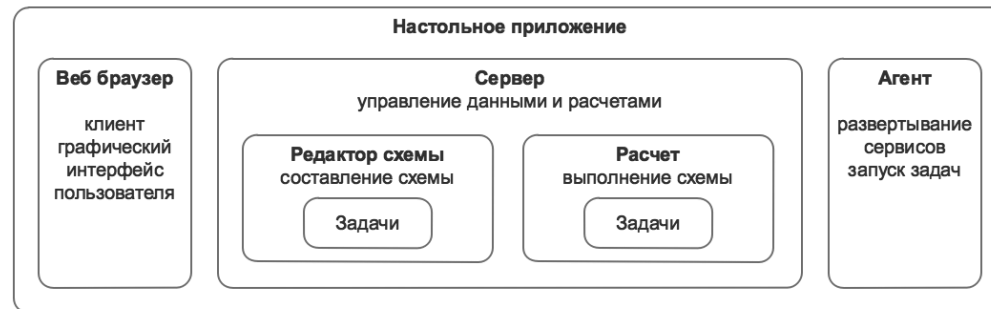 Настольное приложение
Веб браузер
клиент
графический
интерфейс
пользователя
Сервер
управление данными и расчетами
Редактор схемы
составление схемы
Задачи
Расчет
выполнение схемы
Задачи
Агент
развертывание
сервисов
запуск задач